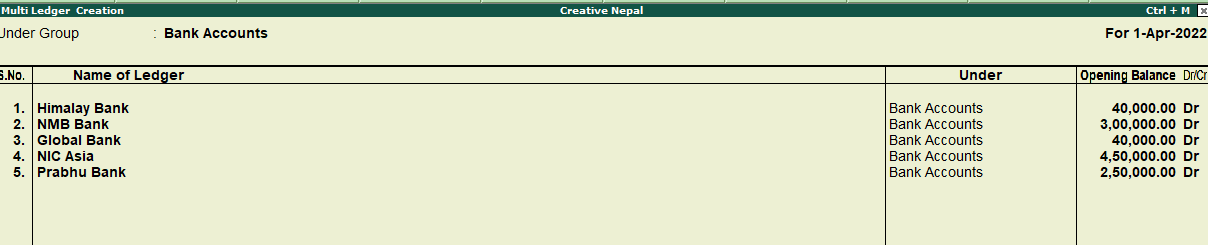 Multi Ledger Creation Creative Nepal Ctrl + M
Under Group : Bank Accounts For 1-Apr-2022
S.No. Name of Ledger Under Opening Balance Dr/Cr
1. Himalay Bank Bank Accounts 40,000.00 Dr
2. NMB Bank Bank Accounts 3,00,000.00 Dr
3. Global Bank Bank Accounts 40,000.00 Dr
4. NIC Asia Bank Accounts 4,50,000.00 Dr
5. Prabhu Bank Bank Accounts 2,50,000.00 Dr